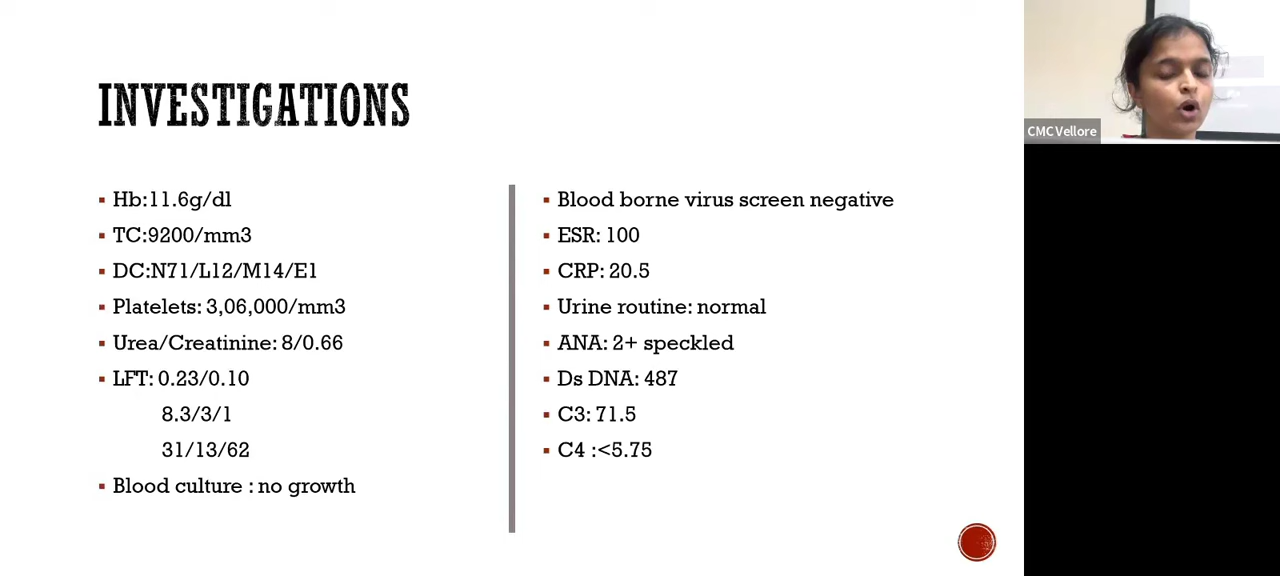 INVESTIGATIONS
Hb:11.6g/dl
TC:9200/mm3
DC:N71/L12/M14/E1
Platelets: 3,06,000/mm3
Urea/Creatinine: 8/0.66
LFT: 0.23/0.10
8.3/3/1
31/13/62
Blood culture : no growth
Blood borne virus screen negative
ESR: 100
CRP: 20.5
Urine routine: normal
ANA: 2+ speckled
Ds DNA: 487
C3: 71.5
C4 :<5.75
CMC Vellore